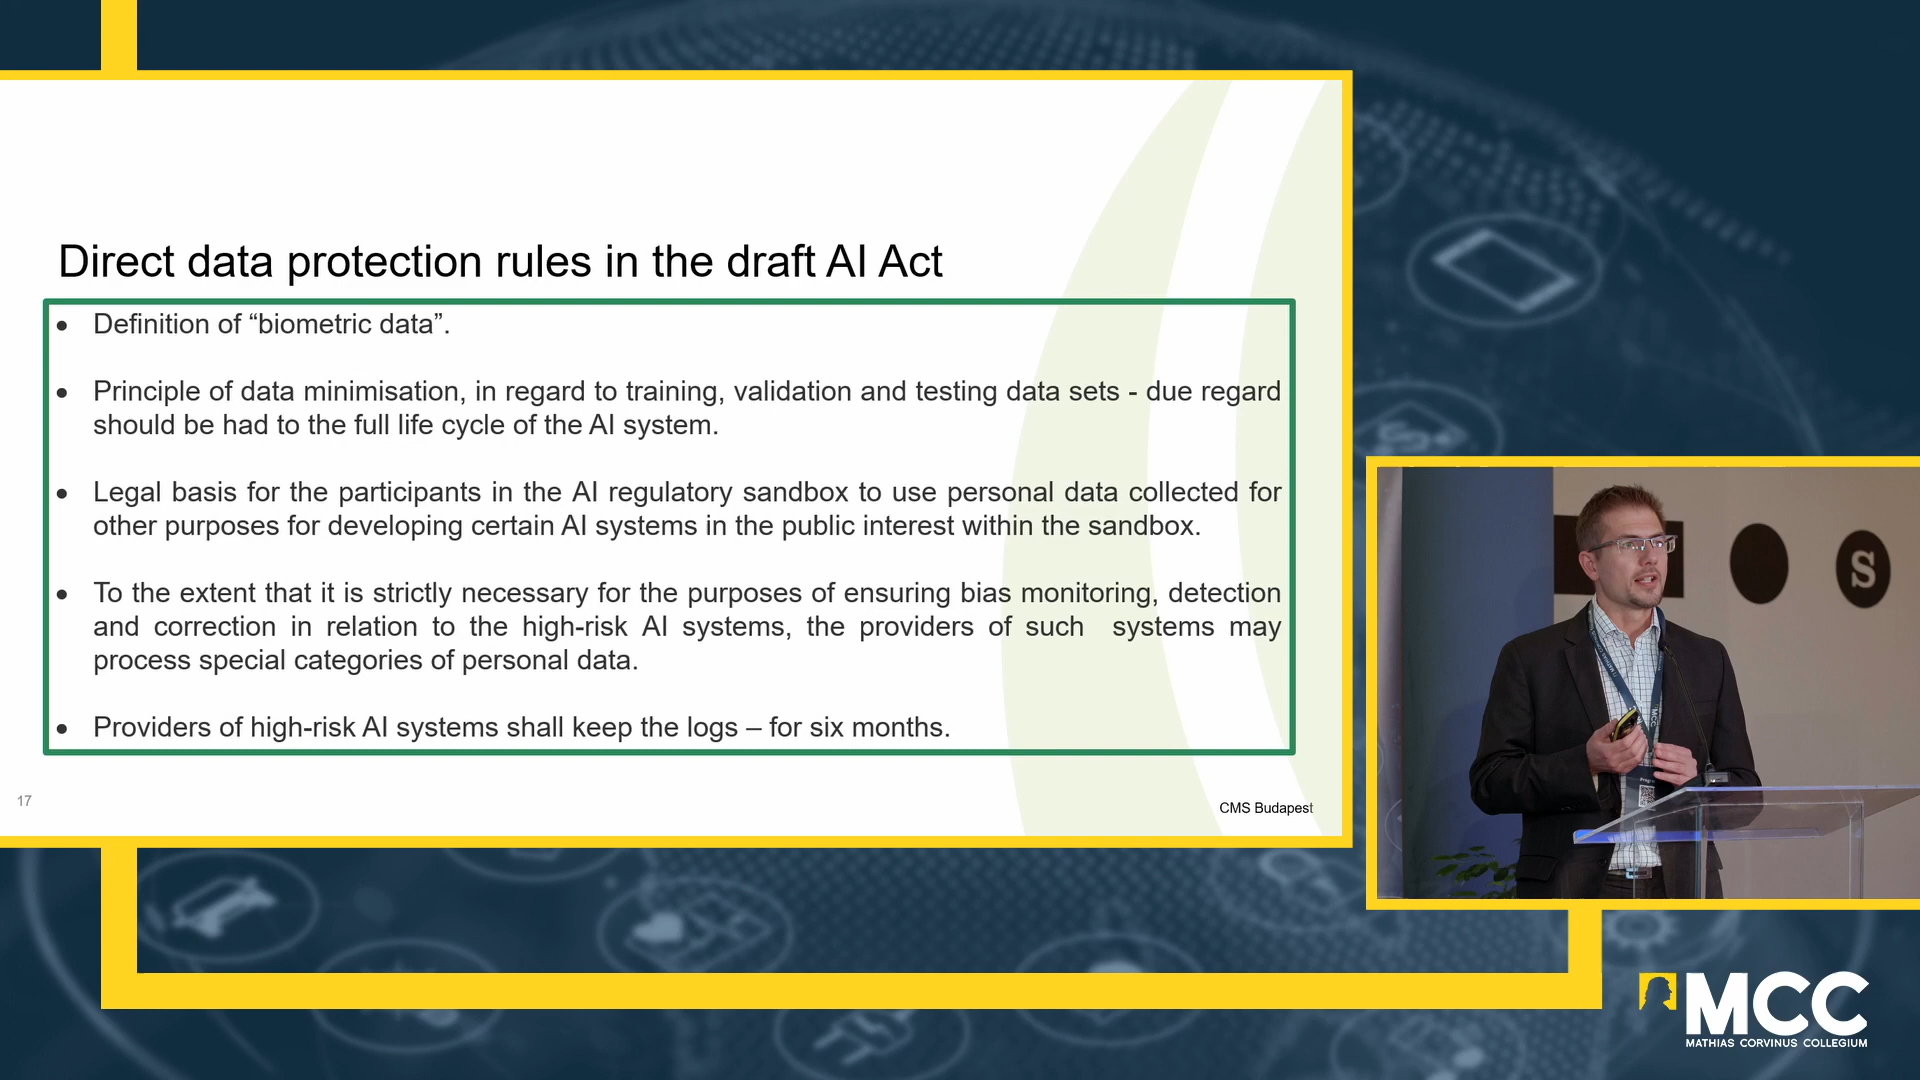 Direct data protection rules in the draft AI Act
• Definition of “biometric data”.
• Principle of data minimisation, in regard to training, validation and testing data sets - due regard
should be had to the full life cycle of the AI system.
• Legal basis for the participants in the AI regulatory sandbox to use personal data collected for
other purposes for developing certain AI systems in the public interest within the sandbox.
• To the extent that it is strictly necessary for the purposes of ensuring bias monitoring, detection
and correction in relation to the high-risk AI systems, the providers of such systems may
process special categories of personal data.
• Providers of high-risk AI systems shall keep the logs – for six months.
17
CMS Budapest
S
MCC
MATHIAS CORVINUS COLLEGIUM